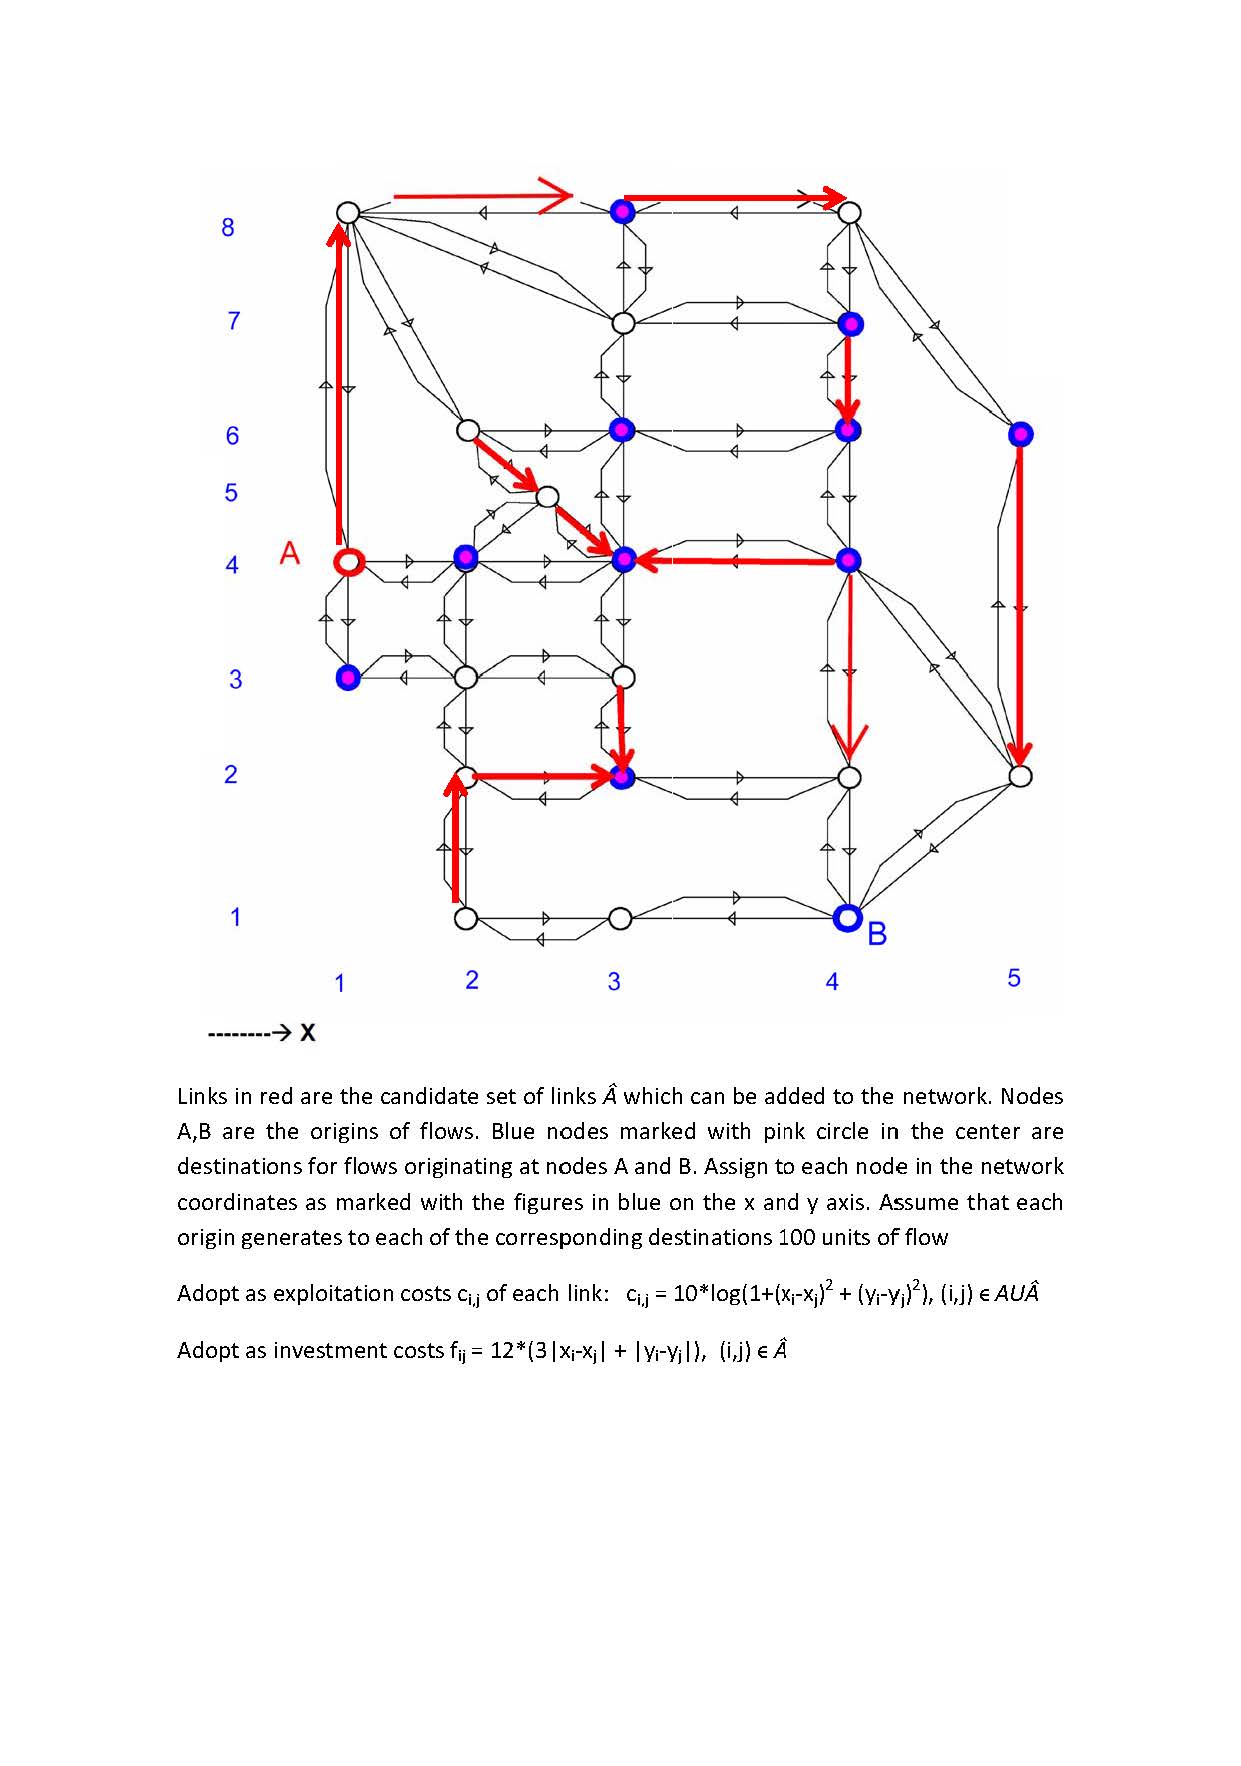 8
7
6
5
A
4
3
2
1
B
1 2 3 4 5
--------→ X
Links in red are the candidate set of links Â which can be added to the network. Nodes
A,B are the origins of flows. Blue nodes marked with pink circle in the center are
destinations for flows originating at nodes A and B. Assign to each node in the network
coordinates as marked with the figures in blue on the x and y axis. Assume that each
origin generates to each of the corresponding destinations 100 units of flow
Adopt as exploitation costs c_{i,j} of each link: c_{i,j} = 10*log(1+(x_i-x_j)^2 + (y_i-y_j)^2), (i,j) ϵ AUÂ
Adopt as investment costs f_{ij} = 12*(3|x_i-x_j| + |y_i-y_j|), (i,j) ϵ Â